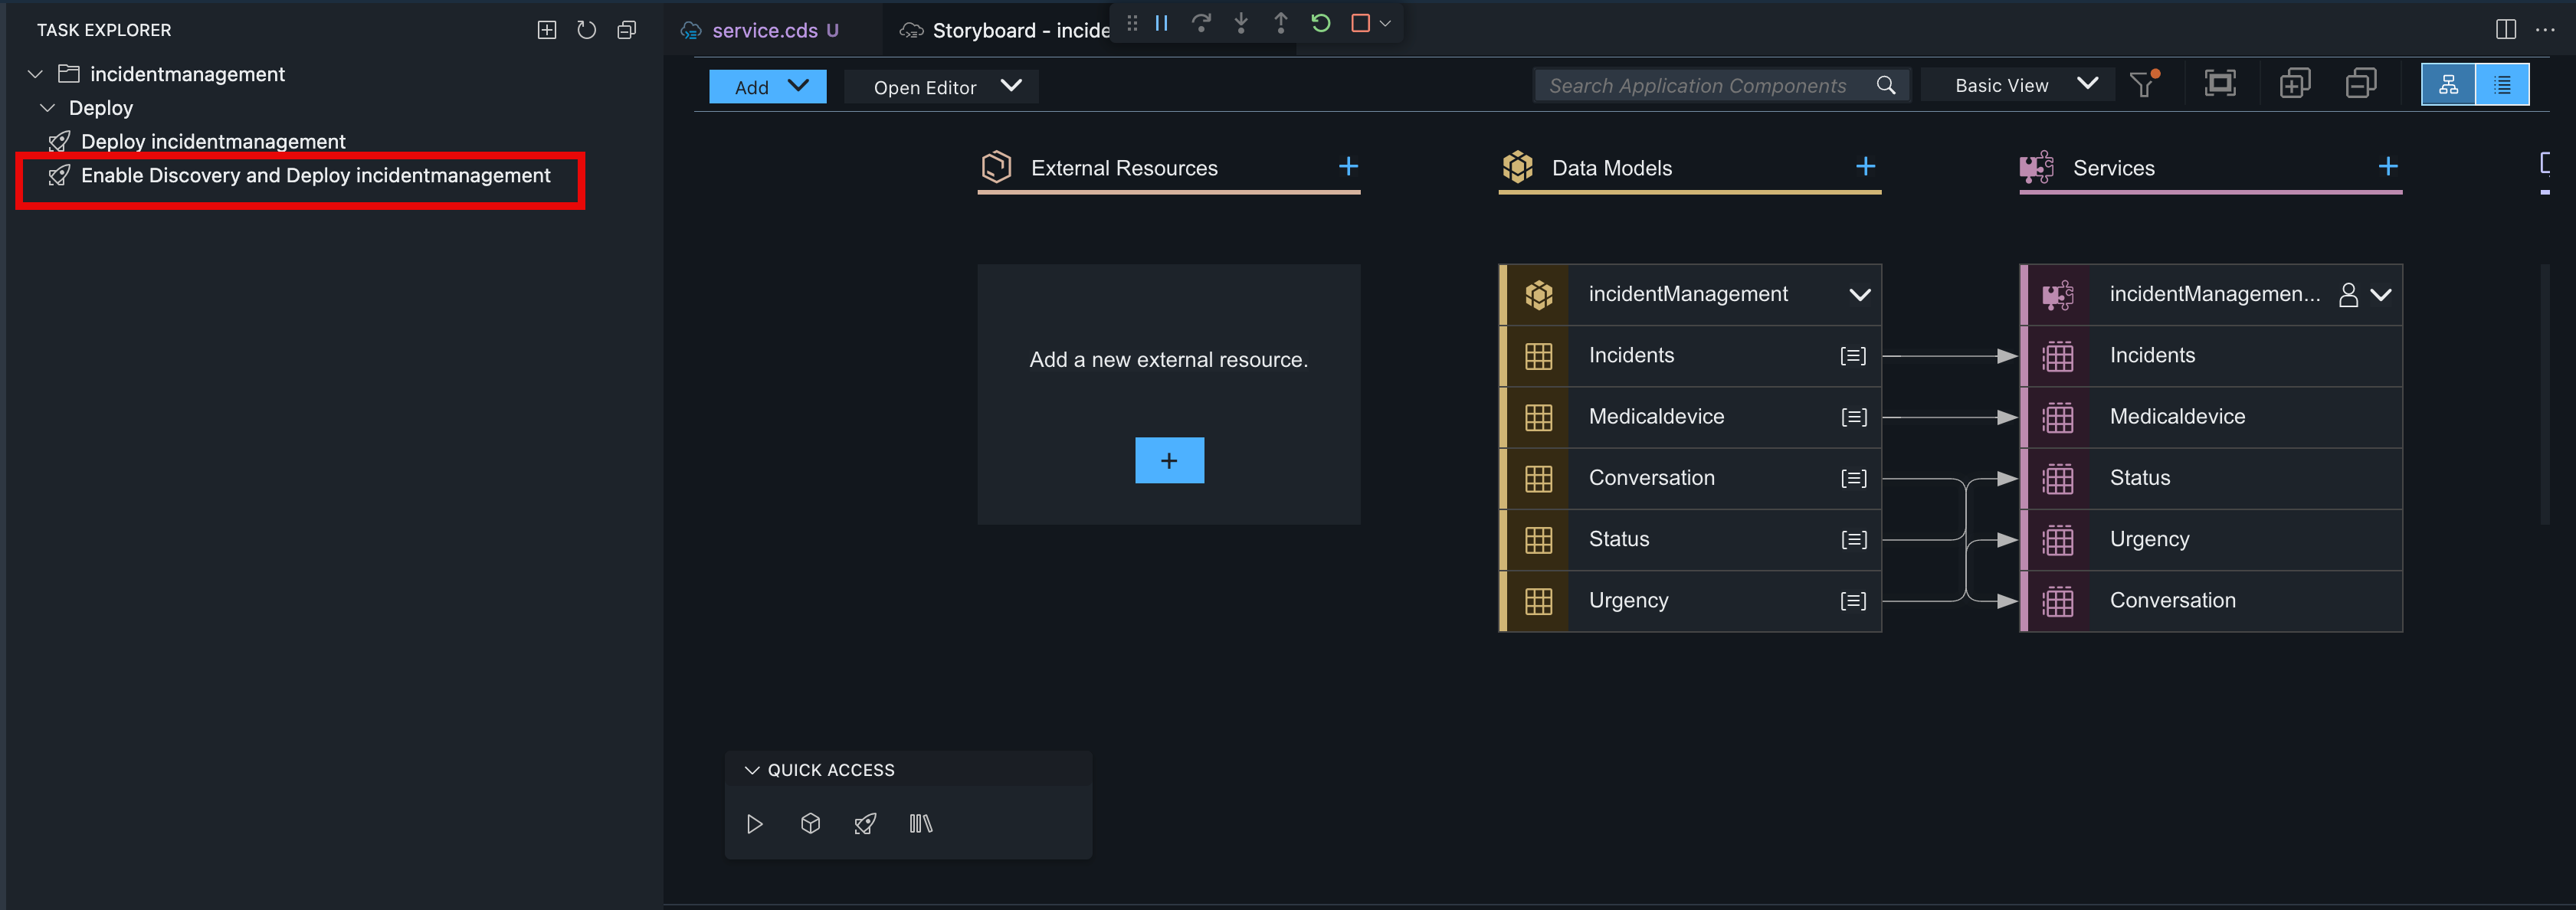 TASK EXPLORER
incidentmanagement
Deploy
Deploy incidentmanagement
Enable Discovery and Deploy incidentmanagement
service.cds U
Storyboard - incide
Add
Open Editor
Search Application Components
Basic View
External Resources
Add a new external resource.
Data Models
incidentManagement
Incidents
Medicaldevice
Conversation
Status
Urgency
Services
incidentManagemen...
Incidents
Medicaldevice
Status
Urgency
Conversation
QUICK ACCESS